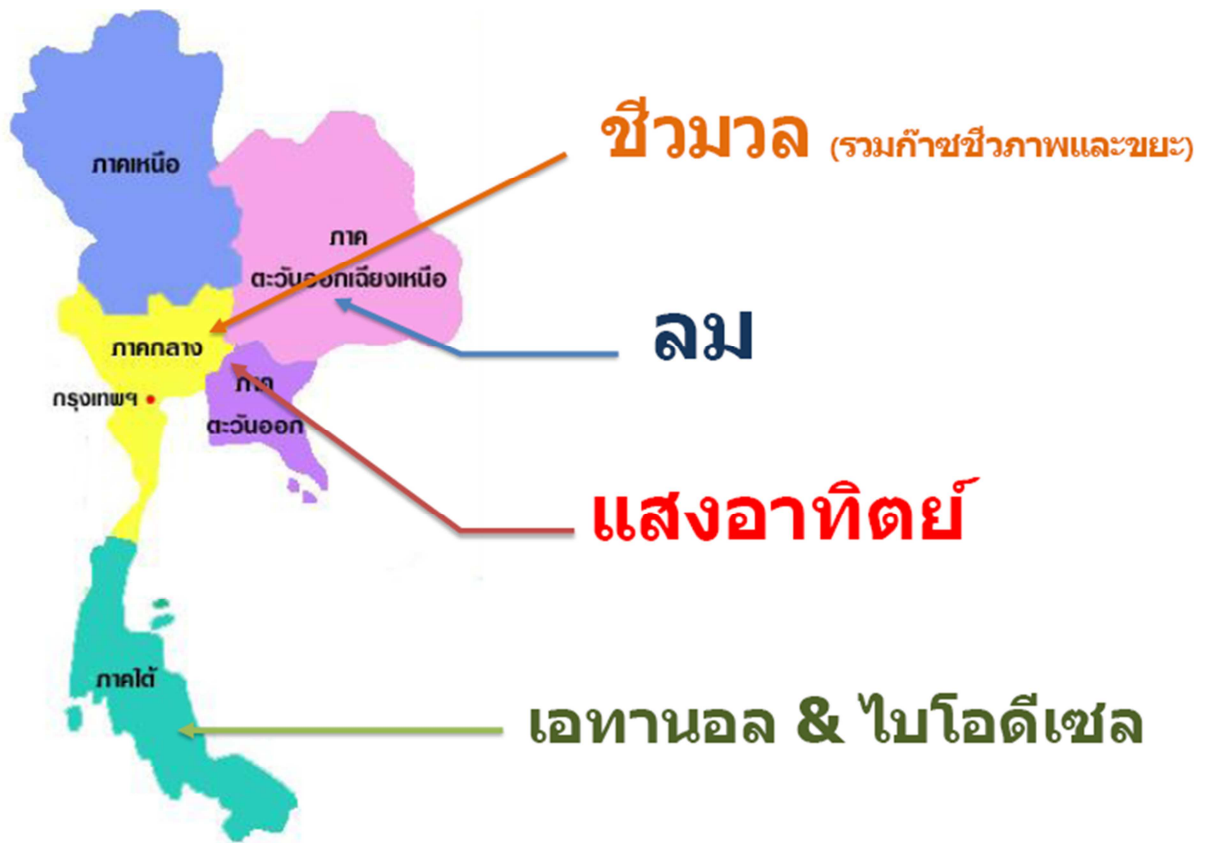 ชีวมวล (รวมก๊าซชีวภาพและขยะ)
ภาคเหนือ
ภาค
ตะวันออกเฉียงเหนือ
ลม
ภาคกลาง
ภาค
กรุงเทพฯ
ตะวันออก
แสงอาทิตย์
ภาคใต้
เอทานอล & ไบโอดีเซล